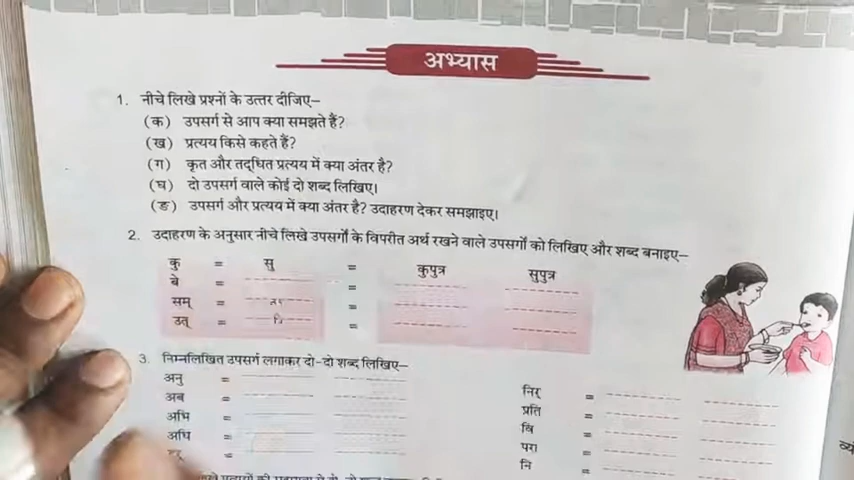 अभ्यास
1. नीचे लिखे प्रश्नों के उत्तर दीजिए–
(क) उपसर्ग से आप क्या समझते हैं?
(ख) प्रत्यय किसे कहते हैं?
(ग) कृत और तद्धित प्रत्यय में क्या अंतर है?
(घ) दो उपसर्ग वाले कोई दो शब्द लिखिए।
(ङ) उपसर्ग और प्रत्यय में क्या अंतर है? उदाहरण देकर समझाइए।
2. उदाहरण के अनुसार नीचे लिखे उपसर्गों के विपरीत अर्थ रखने वाले उपसर्गों को लिखिए और शब्द बनाइए–
कु = सु = कुपुत्र सुपुत्र
बे = =
सम् = =
उत् = =
3. निम्नलिखित उपसर्ग लगाकर दो-दो शब्द लिखिए–
अनु = निर् =
अब = प्रति =
अभि = वि =
अधि = परा =
= नि =